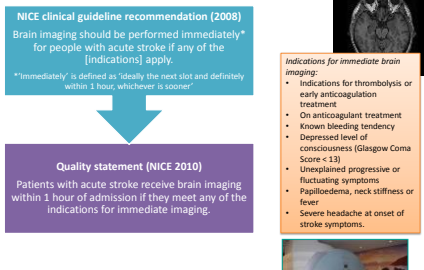 NICE clinical guideline recommendation (2008)
Brain imaging should be performed immediately*
for people with acute stroke if any of the
[indications] apply.
*'Immediately' is defined as 'ideally the next slot and definitely
within 1 hour, whichever is sooner'
Quality statement (NICE 2010)
Patients with acute stroke receive brain imaging
within 1 hour of admission if they meet any of the
indications for immediate imaging.
Indications for immediate brain
imaging:
• Indications for thrombolysis or
early anticoagulation
treatment
• On anticoagulant treatment
• Known bleeding tendency
• Depressed level of
consciousness (Glasgow Coma
Score < 13)
• Unexplained progressive or
fluctuating symptoms
• Papilloedema, neck stiffness or
fever
• Severe headache at onset of
stroke symptoms.